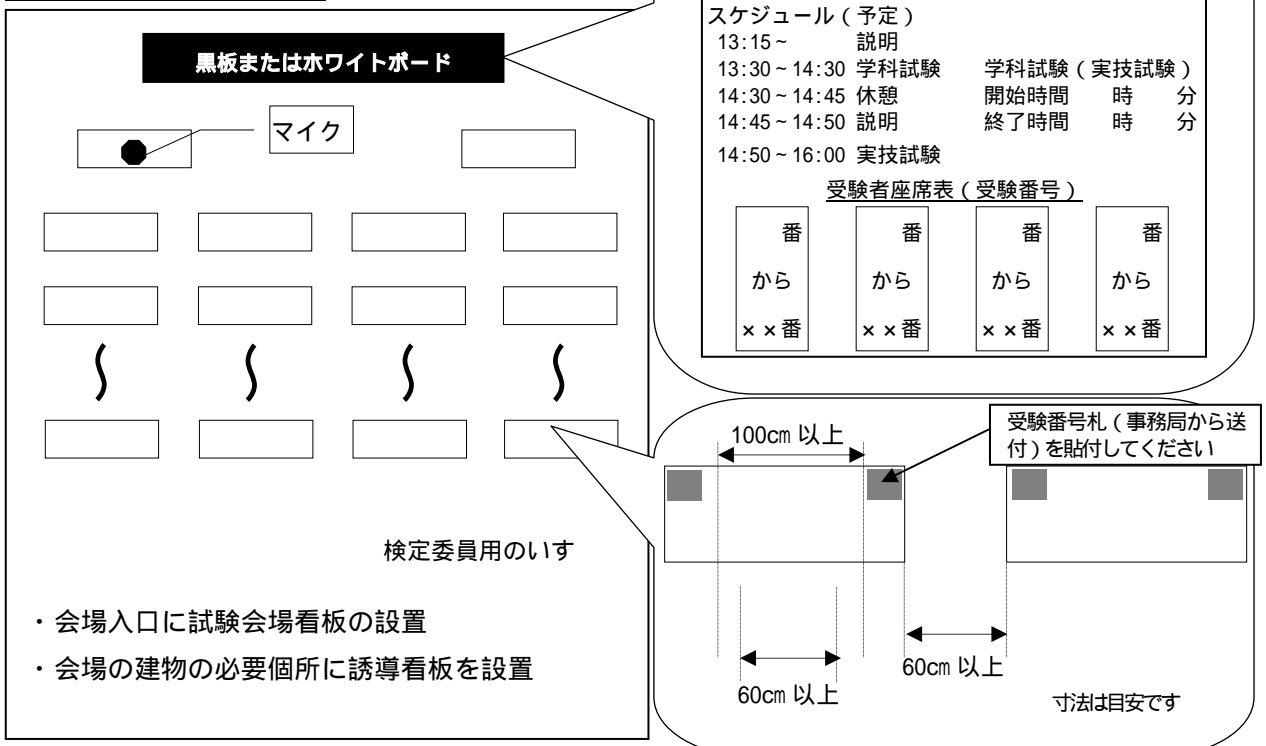 黒板またはホワイトボード
マイク
検定委員用のいす
・会場入口に試験会場看板の設置
・会場の建物の必要個所に誘導看板を設置
スケジュール(予定)
13:15~ 説明
13:30~14:30 学科試験 学科試験(実技試験)
14:30~14:45 休憩 開始時間 時 分
14:45~14:50 説明 終了時間 時 分
14:50~16:00 実技試験
受験者座席表(受験番号)
番 番 番 番
から から から から
××番 ××番 ××番 ××番
受験番号札(事務局から送
付)を貼付してください
100cm 以上
60cm 以上
60cm 以上
寸法は目安です